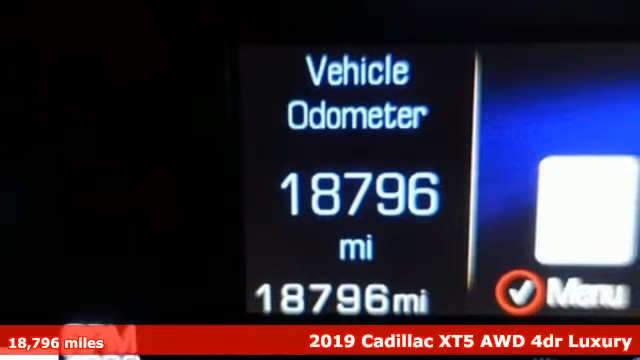 Vehicle
Odometer
18796
mi
18796mi
Menu
18,796 miles
2019 Cadillac XT5 AWD 4dr Luxury